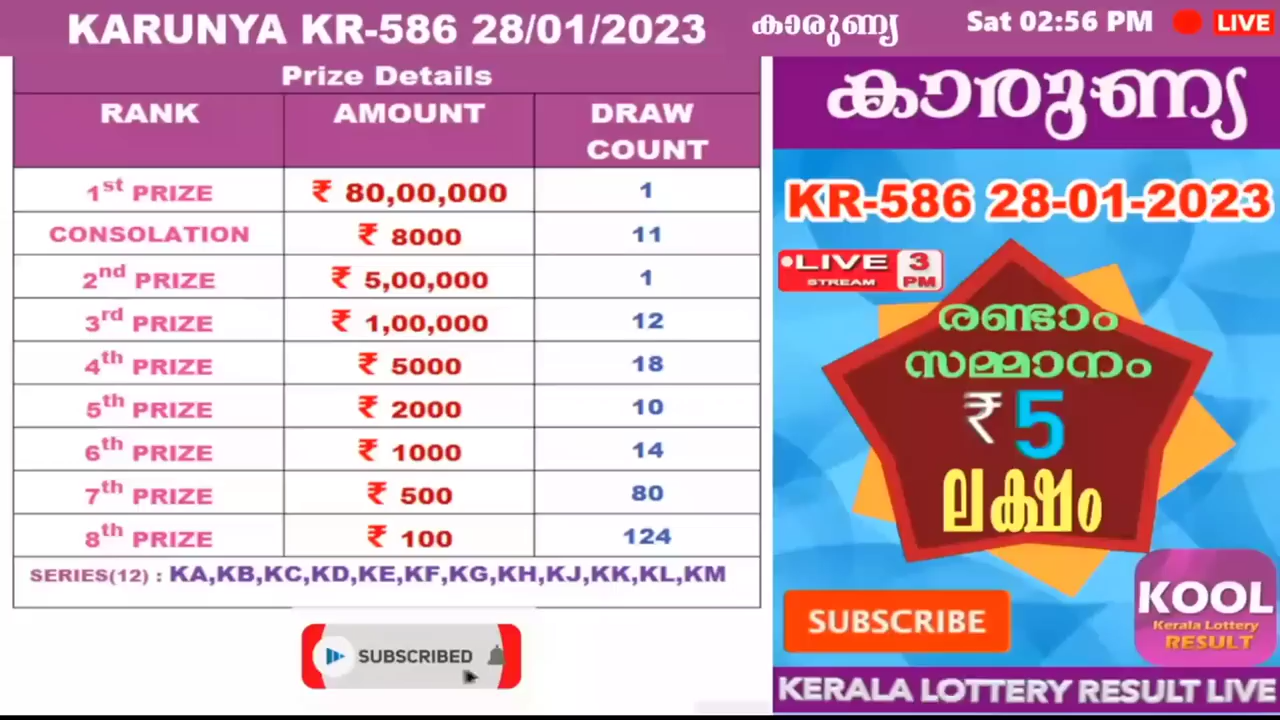 KARUNYA KR-586 28/01/2023 കാരുണ്യ Sat 02:56 PM LIVE
Prize Details
RANK AMOUNT DRAW COUNT
1st PRIZE ₹ 80,00,000 1
CONSOLATION ₹ 8000 11
2nd PRIZE ₹ 5,00,000 1
3rd PRIZE ₹ 1,00,000 12
4th PRIZE ₹ 5000 18
5th PRIZE ₹ 2000 10
6th PRIZE ₹ 1000 14
7th PRIZE ₹ 500 80
8th PRIZE ₹ 100 124
SERIES(12) : KA,KB,KC,KD,KE,KF,KG,KH,KJ,KK,KL,KM
SUBSCRIBED
കാരുണ്യ
KR-586 28-01-2023
LIVE STREAM 3 PM
രണ്ടാം
സമ്മാനം
₹ 5
ലക്ഷം
SUBSCRIBE
KOOL
Kerala Lottery
RESULT
KERALA LOTTERY RESULT LIVE